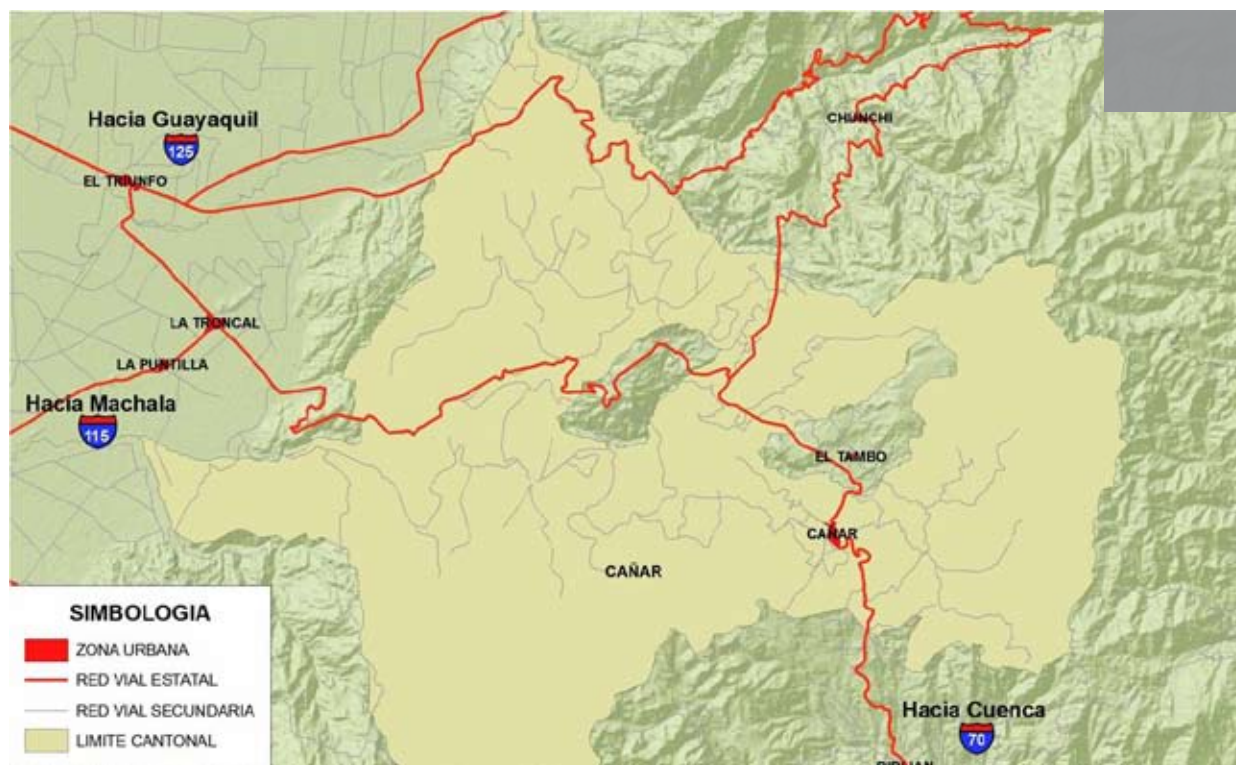 Hacia Guayaquil
125
CHUNCHI
EL TRIUNFO
LA TRONCAL
LA PUNTILLA
Hacia Machala
115
EL TAMBO
CAÑAR
CAÑAR
SIMBOLOGIA
ZONA URBANA
RED VIAL ESTATAL
RED VIAL SECUNDARIA
LIMITE CANTONAL
Hacia Cuenca
70